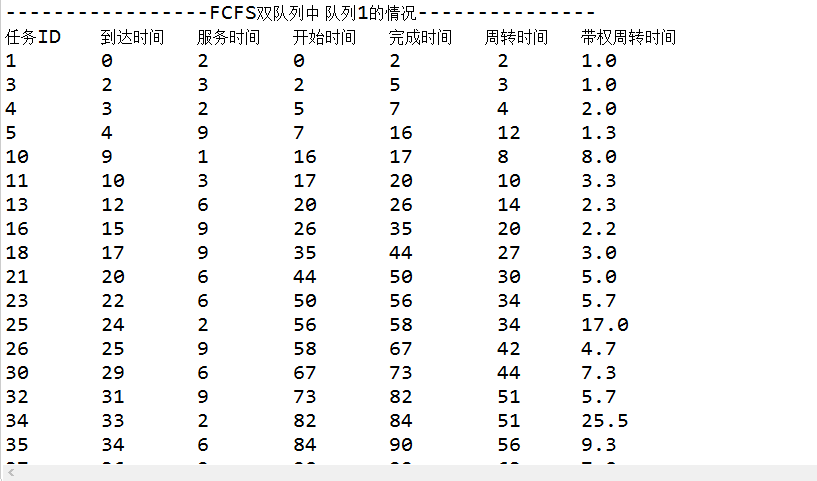 -----------------FCFS双队列中 队列1的情况---------------
任务ID 到达时间 服务时间 开始时间 完成时间 周转时间 带权周转时间
1 0 2 0 2 2 1.0
3 2 3 2 5 3 1.0
4 3 2 5 7 4 2.0
5 4 9 7 16 12 1.3
10 9 1 16 17 8 8.0
11 10 3 17 20 10 3.3
13 12 6 20 26 14 2.3
16 15 9 26 35 20 2.2
18 17 9 35 44 27 3.0
21 20 6 44 50 30 5.0
23 22 6 50 56 34 5.7
25 24 2 56 58 34 17.0
26 25 9 58 67 42 4.7
30 29 6 67 73 44 7.3
32 31 9 73 82 51 5.7
34 33 2 82 84 51 25.5
35 34 6 84 90 56 9.3